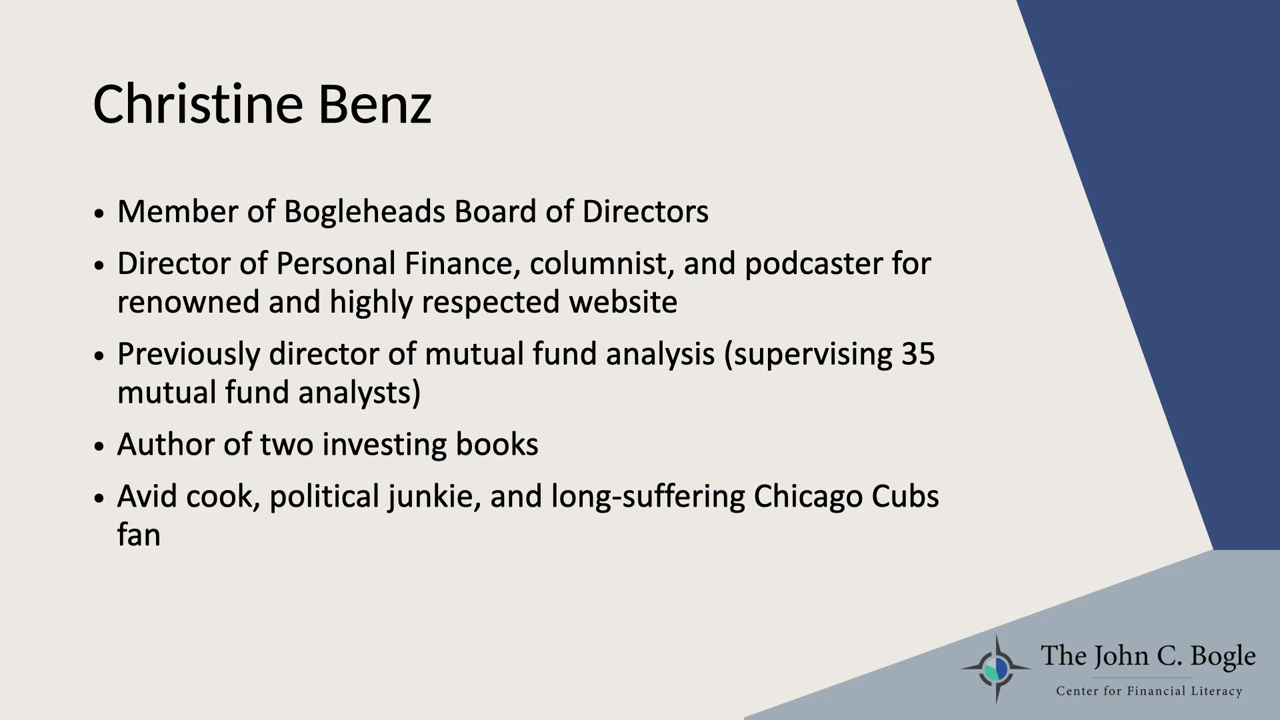 Christine Benz
• Member of Bogleheads Board of Directors
• Director of Personal Finance, columnist, and podcaster for
renowned and highly respected website
• Previously director of mutual fund analysis (supervising 35
mutual fund analysts)
• Author of two investing books
• Avid cook, political junkie, and long-suffering Chicago Cubs
fan
The John C. Bogle
Center for Financial Literacy